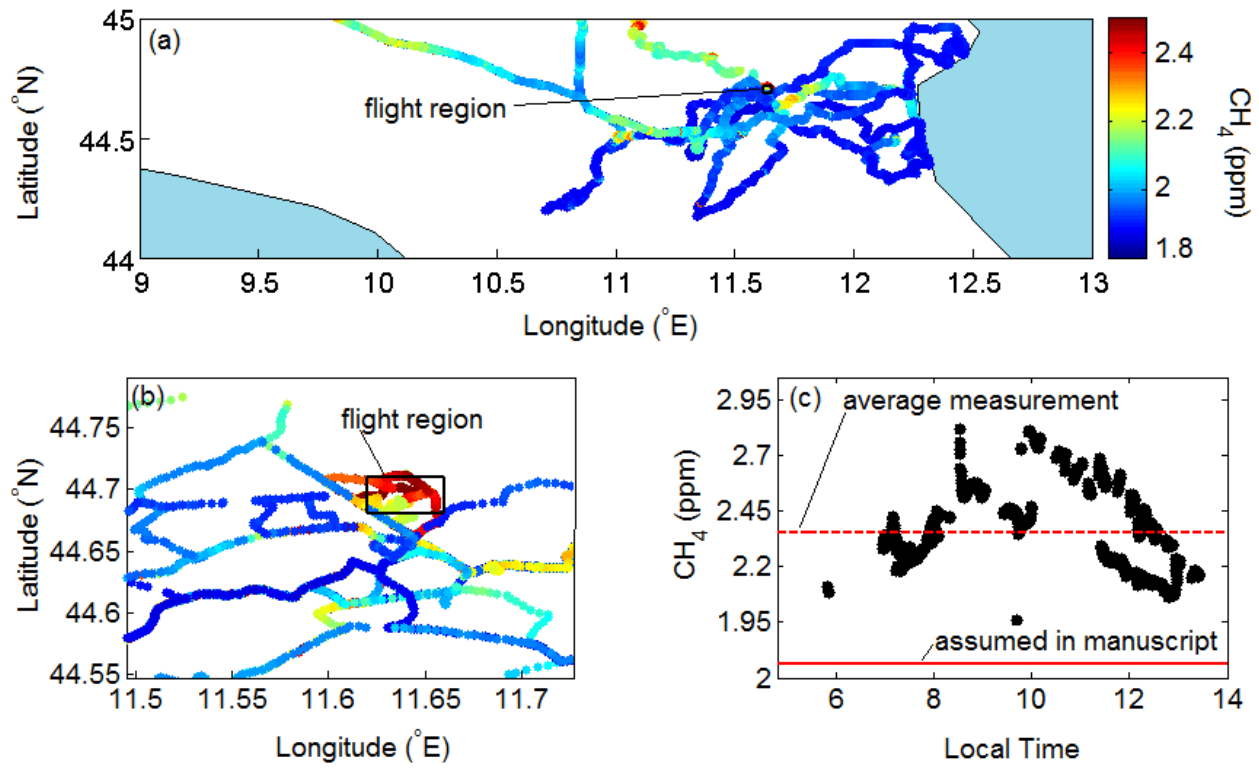 (a)
45
44.5
44
Latitude (°N)
flight region
9
9.5
10
10.5
11
11.5
12
12.5
13
Longitude (°E)
2.4
2.2
2
1.8
CH4 (ppm)
(b)
flight region
44.75
44.7
44.65
44.6
44.55
Latitude (°N)
11.5
11.55
11.6
11.65
11.7
Longitude (°E)
(c)
average measurement
2.95
2.7
2.45
2.2
1.95
2
CH4 (ppm)
assumed in manuscript
6
8
10
12
14
Local Time